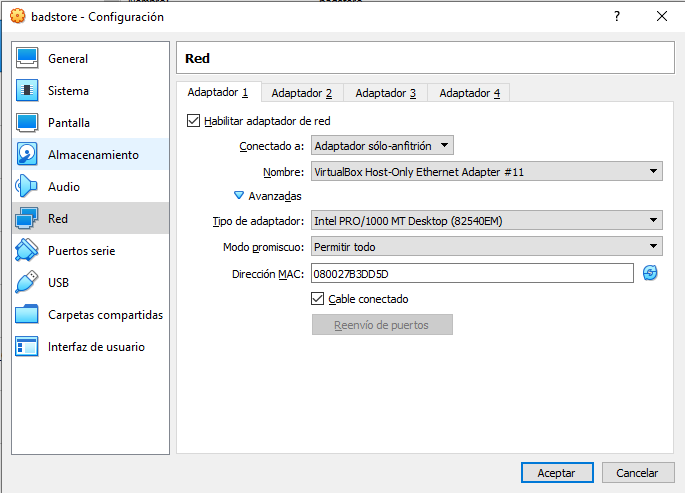 badstore - Configuración
General
Sistema
Pantalla
Almacenamiento
Audio
Red
Puertos serie
USB
Carpetas compartidas
Interfaz de usuario
Red
Adaptador 1 Adaptador 2 Adaptador 3 Adaptador 4
Habilitar adaptador de red
Conectado a: Adaptador sólo-anfitrión
Nombre: VirtualBox Host-Only Ethernet Adapter #11
Avanzadas
Tipo de adaptador: Intel PRO/1000 MT Desktop (82540EM)
Modo promiscuo: Permitir todo
Dirección MAC: 080027B3DD5D
Cable conectado
Reenvío de puertos
Aceptar Cancelar